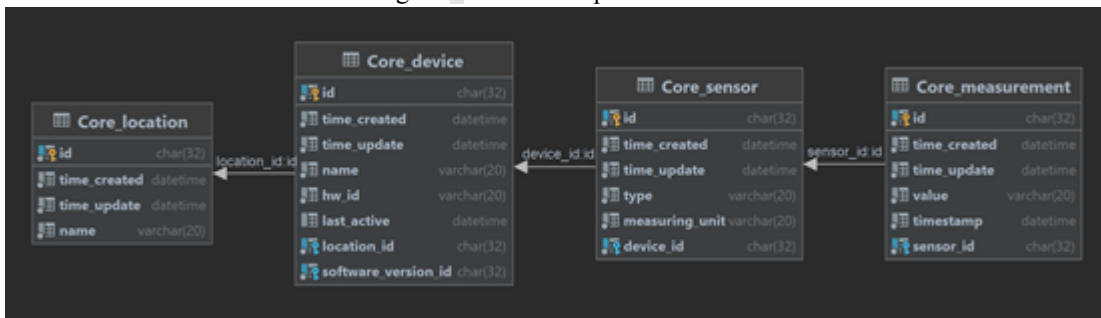 Core_location
id char(32)
time_created datetime
time_update datetime
name varchar(20)
location_id:id
Core_device
id char(32)
time_created datetime
time_update datetime
name varchar(20)
hw_id varchar(20)
last_active datetime
location_id char(32)
software_version_id char(32)
device_id:id
Core_sensor
id char(32)
time_created datetime
time_update datetime
type varchar(20)
measuring_unit varchar(20)
device_id char(32)
sensor_id:id
Core_measurement
id char(32)
time_created datetime
time_update datetime
value varchar(20)
timestamp datetime
sensor_id char(32)